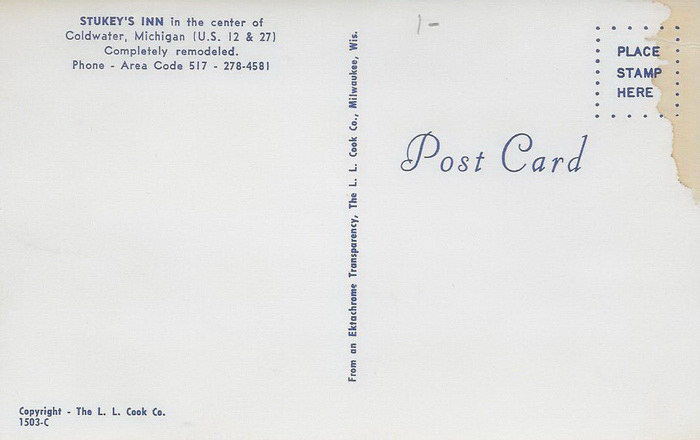 STUKEY'S INN in the center of
Coldwater, Michigan (U.S. 12 & 27)
Completely remodeled.
Phone - Area Code 517 - 278-4581
Copyright - The L. L. Cook Co.
1503-C
From an Ektachrome Transparency, The L. L. Cook Co., Milwaukee, Wis.
1-
PLACE
STAMP
HERE
Post Card